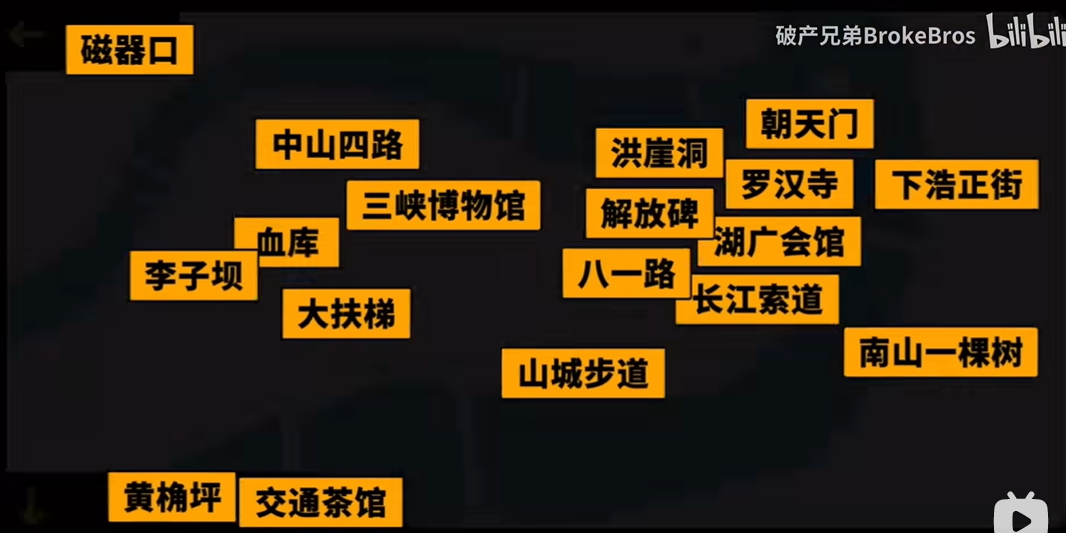 破产兄弟BrokeBros bilibili
磁器口
朝天门
中山四路
洪崖洞
罗汉寺
下浩正街
三峡博物馆
解放碑
血库
湖广会馆
李子坝
八一路
长江索道
大扶梯
南山一棵树
山城步道
黄桷坪
交通茶馆